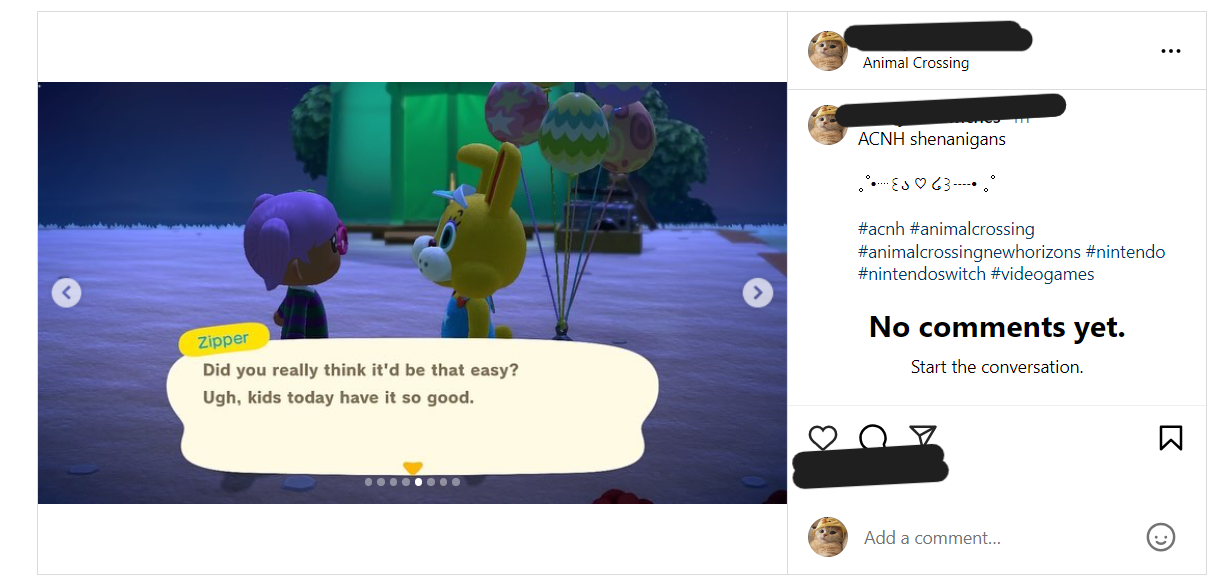 Animal Crossing
ACNH shenanigans
｡ﾟ•┈꒰ა ♡ ໒꒱┈• ｡ﾟ
#acnh #animalcrossing
#animalcrossingnewhorizons #nintendo
#nintendoswitch #videogames
No comments yet.
Start the conversation.
Zipper
Did you really think it'd be that easy?
Ugh, kids today have it so good.
Add a comment...